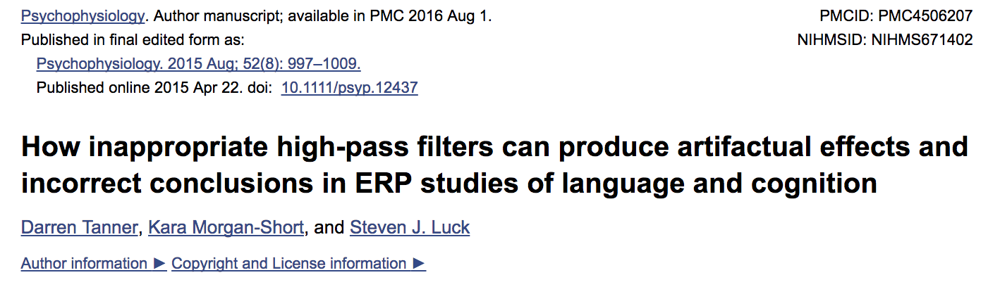 Psychophysiology. Author manuscript; available in PMC 2016 Aug 1.
PMCID: PMC4506207
Published in final edited form as:
NIHMSID: NIHMS671402
Psychophysiology. 2015 Aug; 52(8): 997–1009.
Published online 2015 Apr 22. doi: 10.1111/psyp.12437
How inappropriate high-pass filters can produce artifactual effects and
incorrect conclusions in ERP studies of language and cognition
Darren Tanner, Kara Morgan-Short, and Steven J. Luck
Author information ► Copyright and License information ►